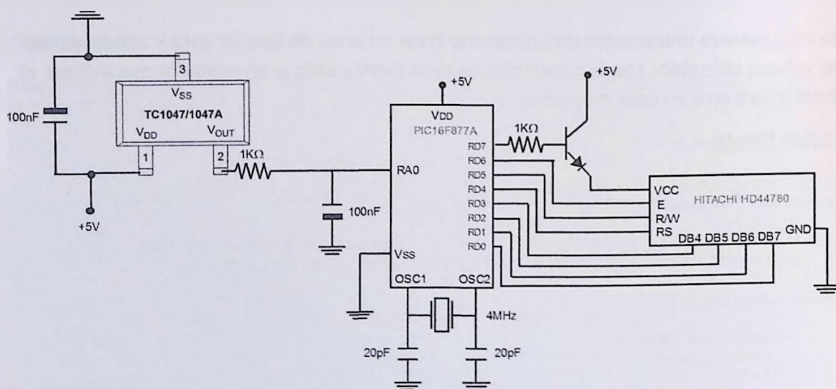 3
VSS
TC1047/1047A
VDD
VOUT
1
2
100nF
+5V
1KΩ
100nF
+5V
VDD
PIC16F877A
RA0
RD7
RD6
RD5
RD4
RD3
RD2
RD1
RD0
VSS
OSC1
OSC2
4MHz
20pF
20pF
1KΩ
+5V
VCC
E
R/W
RS
HITACHI HD44780
GND
DB4 DB5 DB6 DB7